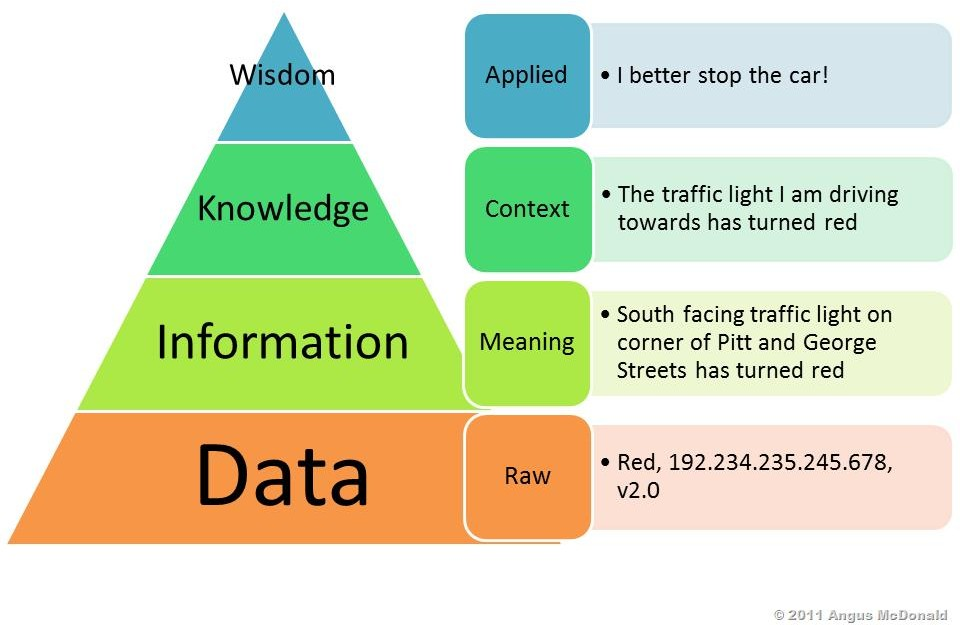 Wisdom
Applied
• I better stop the car!
Knowledge
Context
• The traffic light I am driving
towards has turned red
Information
Meaning
• South facing traffic light on
corner of Pitt and George
Streets has turned red
Data
Raw
• Red, 192.234.235.245.678,
v2.0
© 2011 Angus McDonald